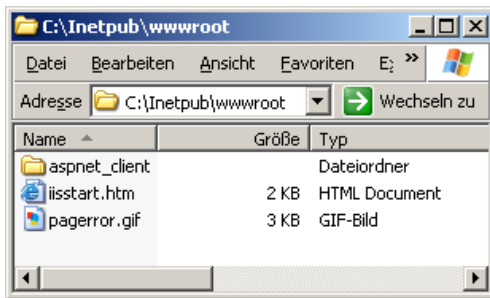 C:\Inetpub\wwwroot
Datei Bearbeiten Ansicht Favoriten
Adresse C:\Inetpub\wwwroot Wechseln zu
Name Größe Typ
aspnet_client Dateiordner
iisstart.htm 2 KB HTML Document
pagerror.gif 3 KB GIF-Bild